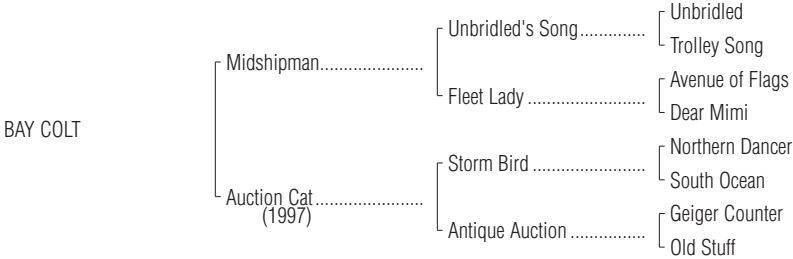 Unbridled
Unbridled's Song..............
Trolley Song
Midshipman......................
Avenue of Flags
Fleet Lady .........................
Dear Mimi
BAY COLT
Northern Dancer
Storm Bird ........................
South Ocean
Auction Cat.......................
(1997)
Geiger Counter
Antique Auction ................
Old Stuff